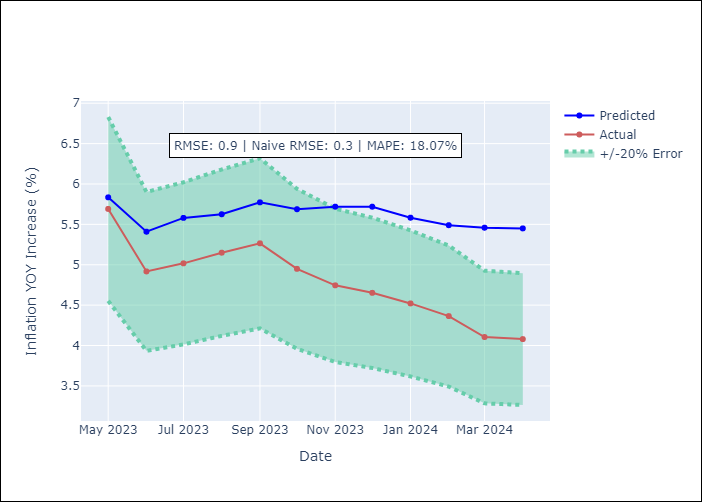 RMSE: 0.9 | Naive RMSE: 0.3 | MAPE: 18.07%
Predicted
Actual
+/-20% Error
Inflation YOY Increase (%)
7
6.5
6
5.5
5
4.5
4
3.5
May 2023
Jul 2023
Sep 2023
Nov 2023
Jan 2024
Mar 2024
Date